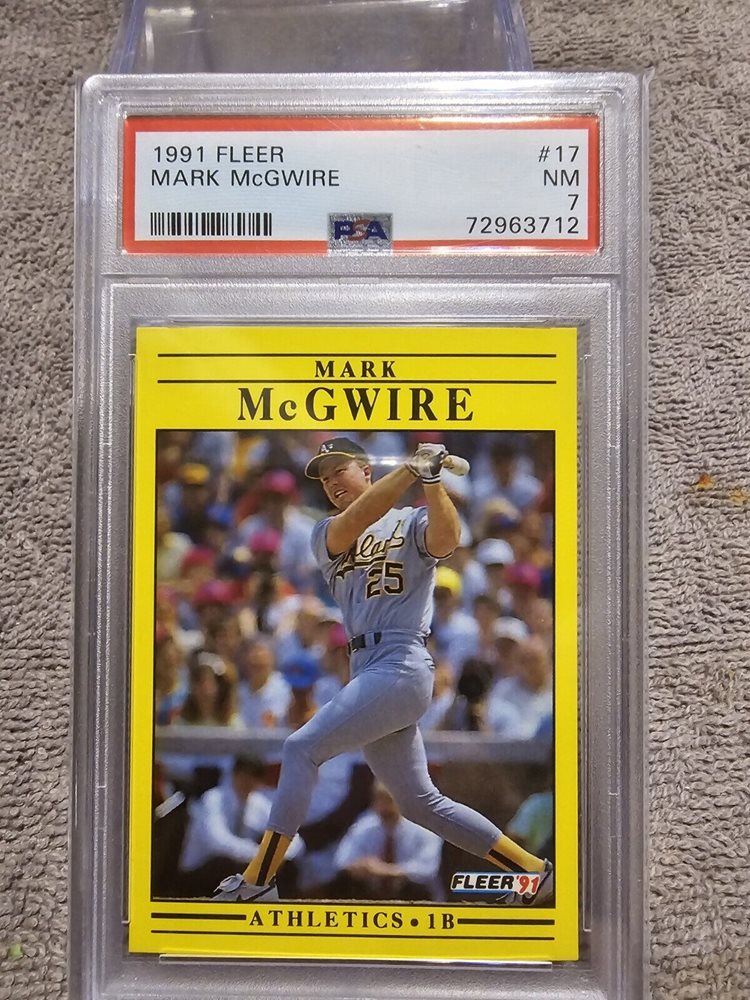 1991 FLEER #17
MARK McGWIRE NM
7
PSA 72963712
MARK
McGWIRE
A's
25
FLEER '91
ATHLETICS • 1B